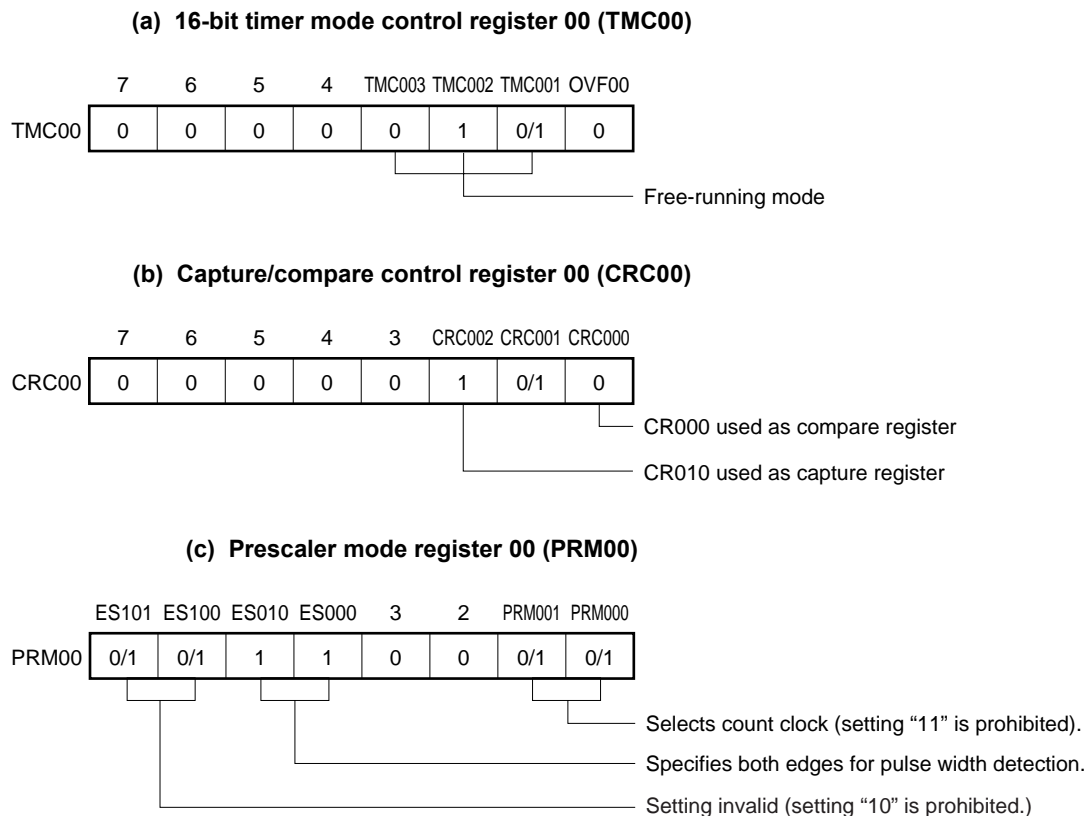 (a) 16-bit timer mode control register 00 (TMC00)
7 6 5 4 TMC003 TMC002 TMC001 OVF00
TMC00 0 0 0 0 0 1 0/1 0
Free-running mode
(b) Capture/compare control register 00 (CRC00)
7 6 5 4 3 CRC002 CRC001 CRC000
CRC00 0 0 0 0 0 1 0/1 0
CR000 used as compare register
CR010 used as capture register
(c) Prescaler mode register 00 (PRM00)
ES101 ES100 ES010 ES000 3 2 PRM001 PRM000
PRM00 0/1 0/1 1 1 0 0 0/1 0/1
Selects count clock (setting “11” is prohibited).
Specifies both edges for pulse width detection.
Setting invalid (setting “10” is prohibited.)